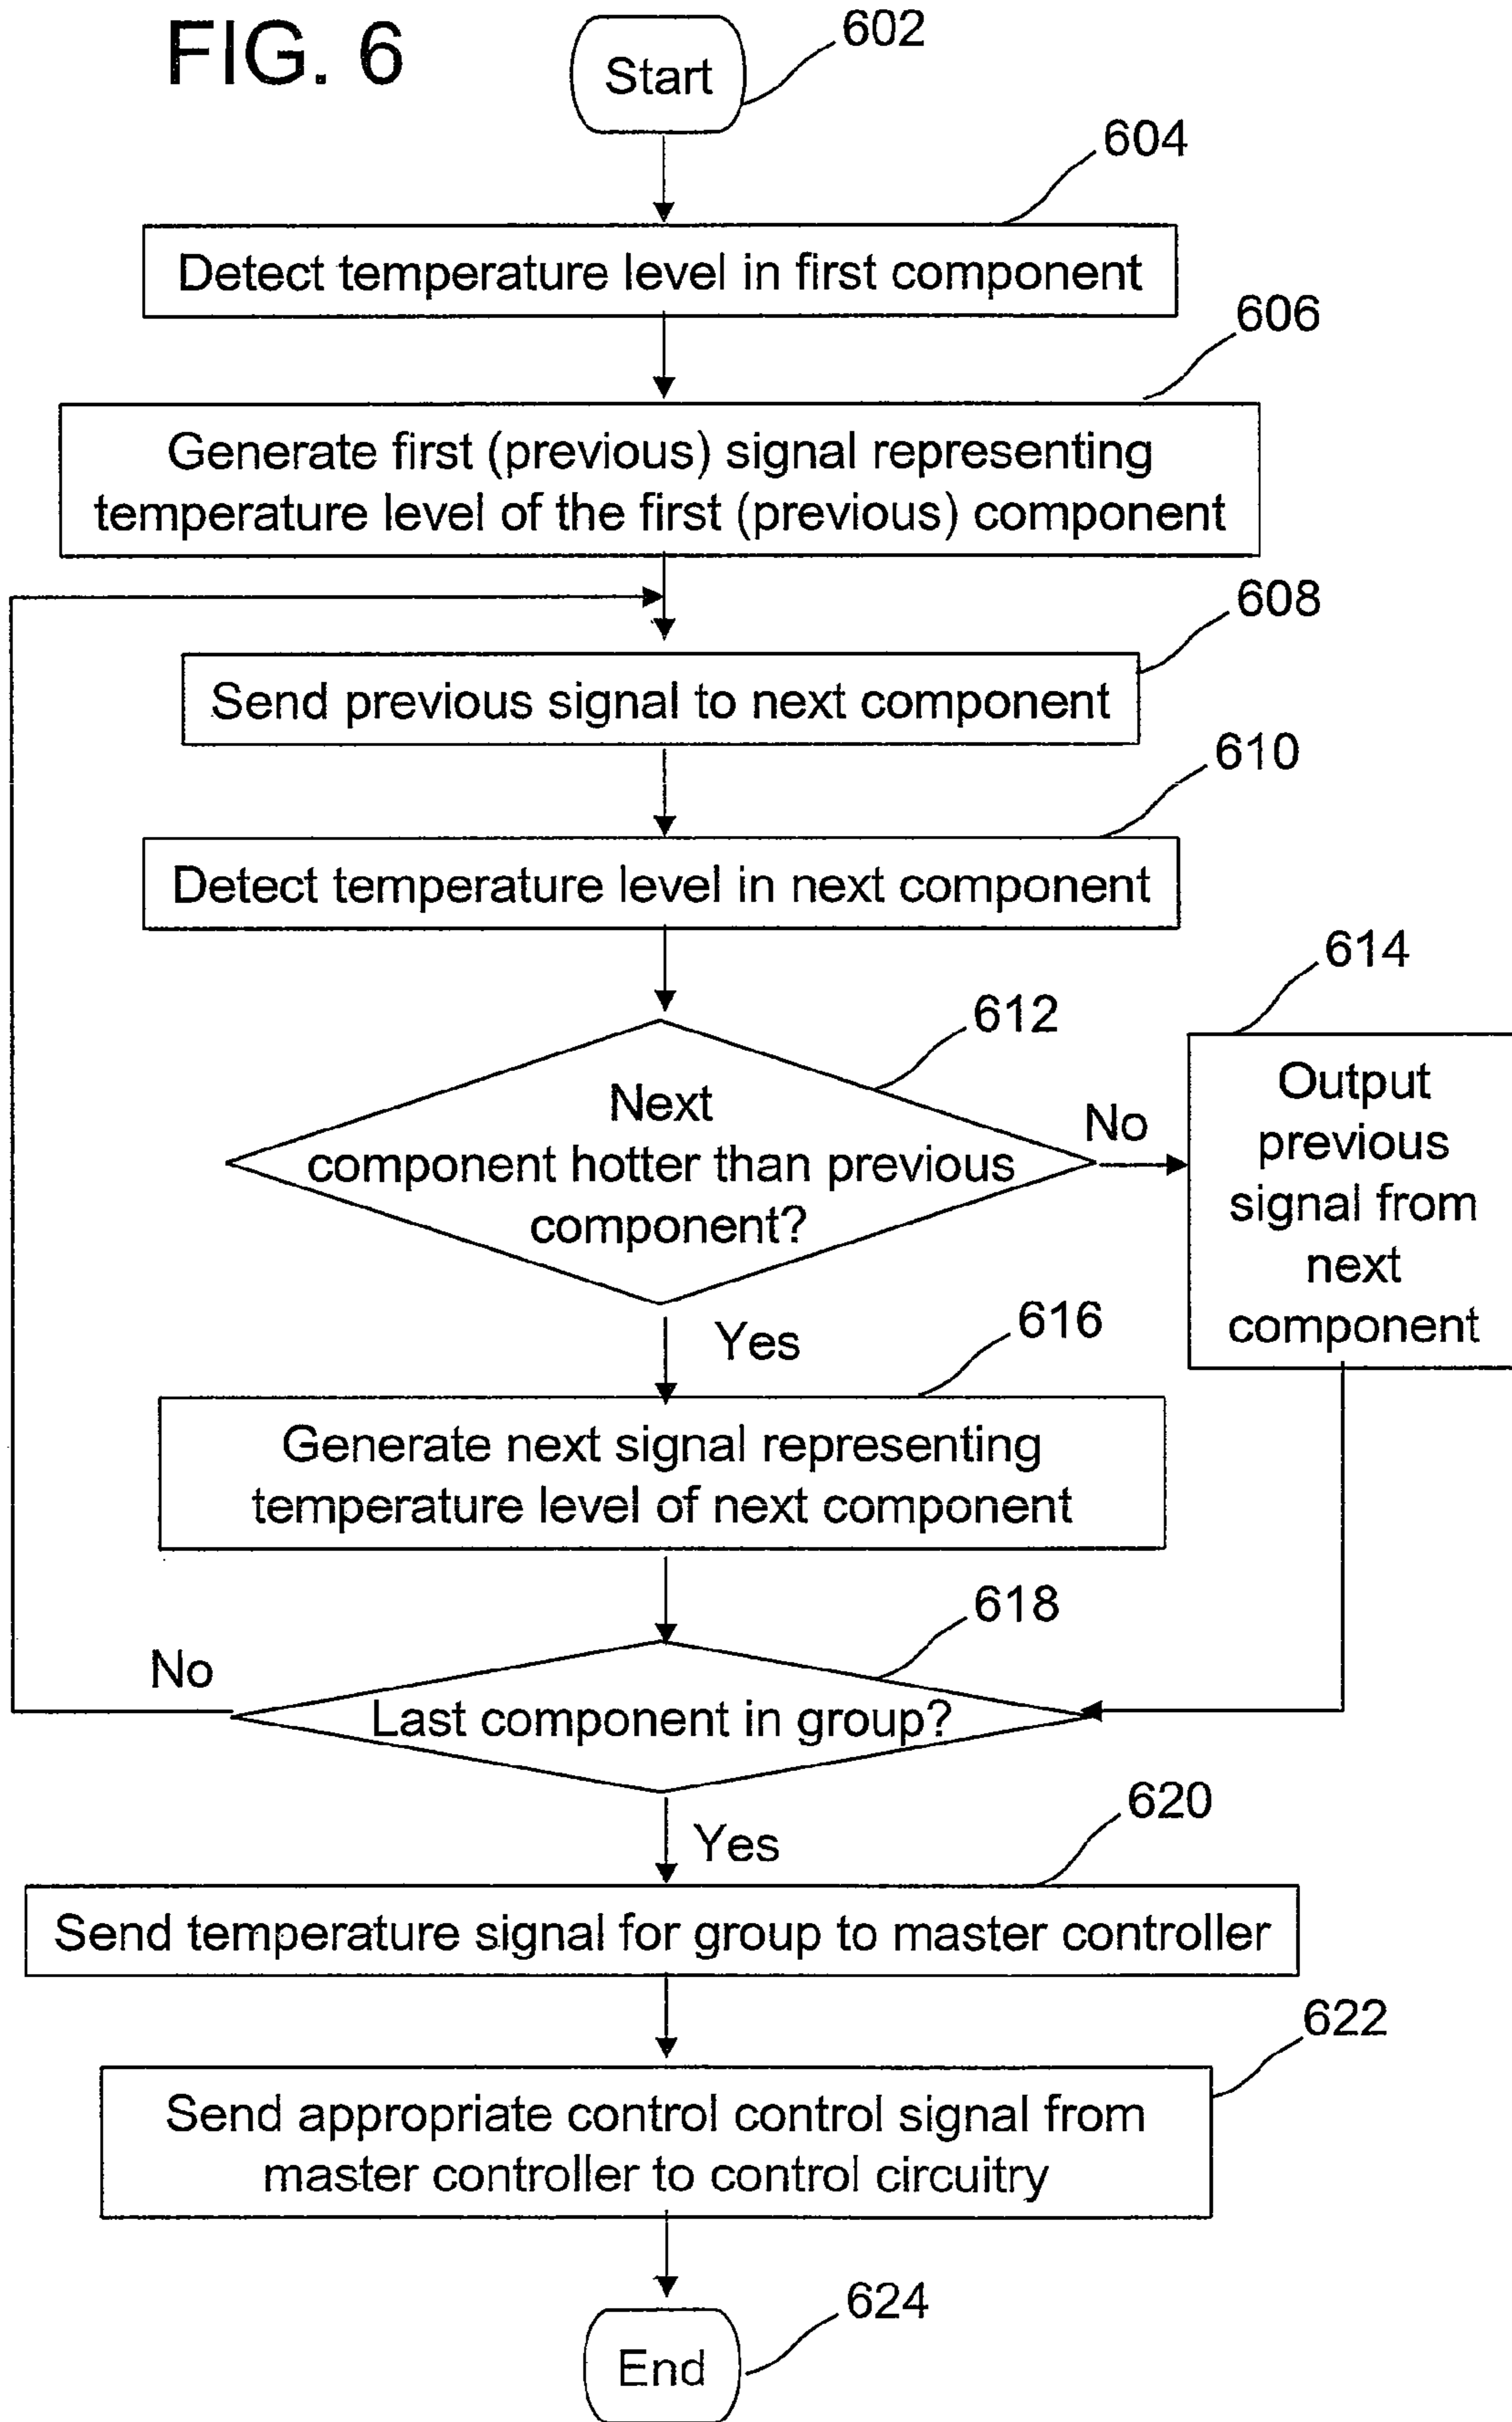 FIG. 6
Start
602
604
Detect temperature level in first component
606
Generate first (previous) signal representing
temperature level of the first (previous) component
608
Send previous signal to next component
610
Detect temperature level in next component
612
Next
component hotter than previous
component?
No
614
Output
previous
signal from
next
component
Yes
616
Generate next signal representing
temperature level of next component
618
No
Last component in group?
Yes
620
Send temperature signal for group to master controller
622
Send appropriate control control signal from
master controller to control circuitry
624
End